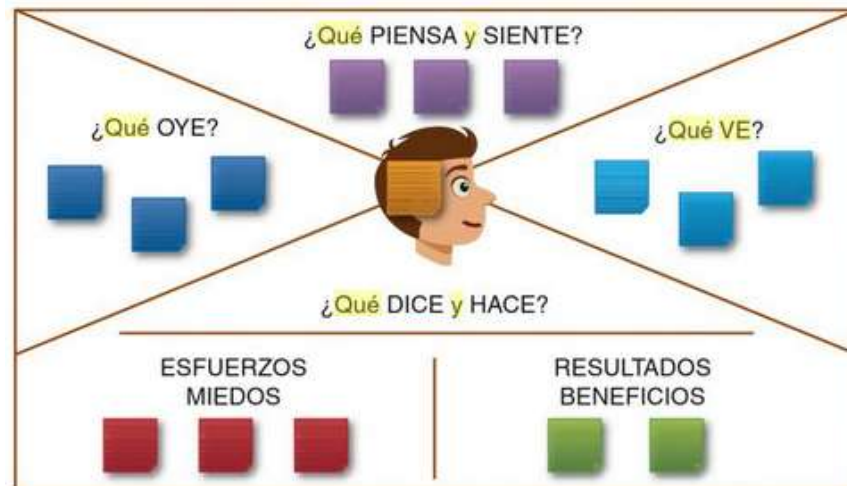 ¿Qué PIENSA y SIENTE?
¿Qué OYE?
¿Qué VE?
¿Qué DICE y HACE?
ESFUERZOS
MIEDOS
RESULTADOS
BENEFICIOS